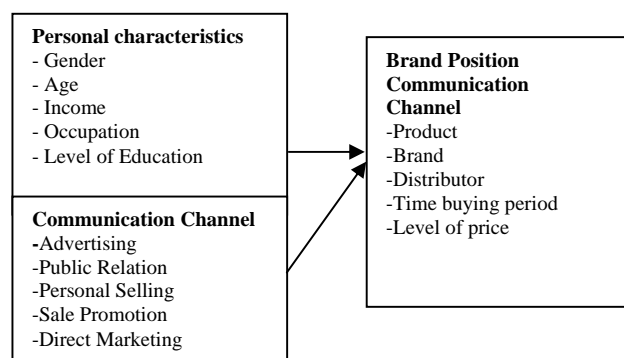 Personal characteristics
- Gender
- Age
- Income
- Occupation
- Level of Education
Communication Channel
-Advertising
-Public Relation
-Personal Selling
-Sale Promotion
-Direct Marketing
Brand Position
Communication
Channel
-Product
-Brand
-Distributor
-Time buying period
-Level of price